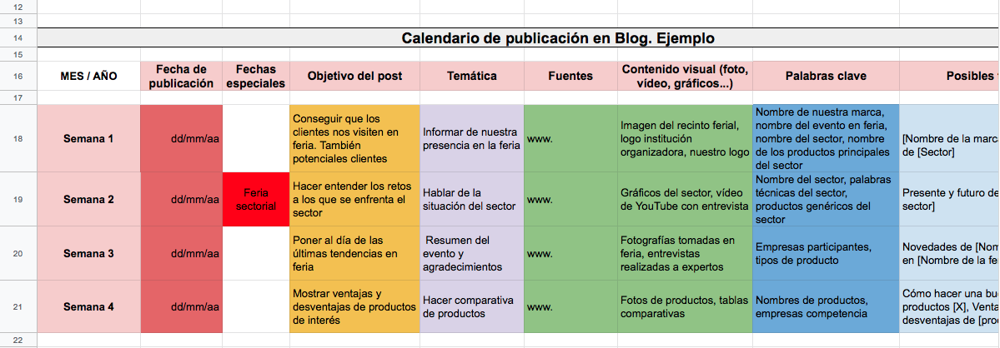 12
13
14
Calendario de publicación en Blog. Ejemplo
15
16
MES / AÑO
Fecha de
publicación
Fechas
especiales
Objetivo del post
Temática
Fuentes
Contenido visual (foto,
vídeo, gráficos...)
Palabras clave
Posibles
17
18
Semana 1
dd/mm/aa
Conseguir que los
clientes nos visiten en
feria. También
potenciales clientes
Informar de nuestra
presencia en la feria
www.
Imagen del recinto ferial,
logo institución
organizadora, nuestro logo
Nombre de nuestra marca,
nombre del evento en feria,
nombre del sector, nombre
de los productos principales
del sector
[Nombre de la marc
de [Sector]
19
Semana 2
dd/mm/aa
Feria
sectorial
Hacer entender los retos
a los que se enfrenta el
sector
Hablar de la
situación del sector
www.
Gráficos del sector, vídeo
de YouTube con entrevista
Nombre del sector, palabras
técnicas del sector,
productos genéricos del
sector
Presente y futuro de
sector]
20
Semana 3
dd/mm/aa
Poner al día de las
últimas tendencias en
feria
Resumen del
evento y
agradecimientos
www.
Fotografías tomadas en
feria, entrevistas
realizadas a expertos
Empresas participantes,
tipos de producto
Novedades de [Nom
en [Nombre de la fe
21
Semana 4
dd/mm/aa
Mostrar ventajas y
desventajas de productos
de interés
Hacer comparativa
de productos
www.
Fotos de productos, tablas
comparativas
Nombres de productos,
empresas competencia
Cómo hacer una bu
productos [X], Venta
desventajas de [pro
22